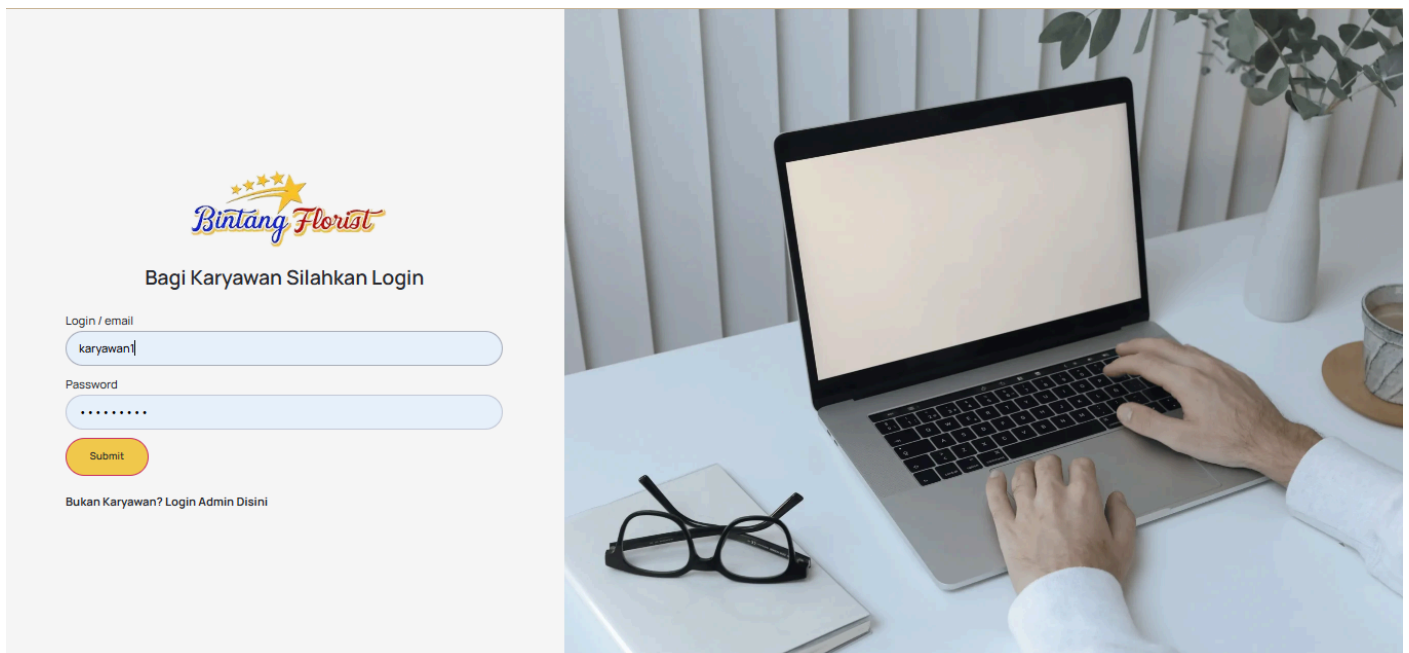 Bintang Florist
Bagi Karyawan Silahkan Login
Login / email
karyawan1
Password
•••••••••
Submit
Bukan Karyawan? Login Admin Disini